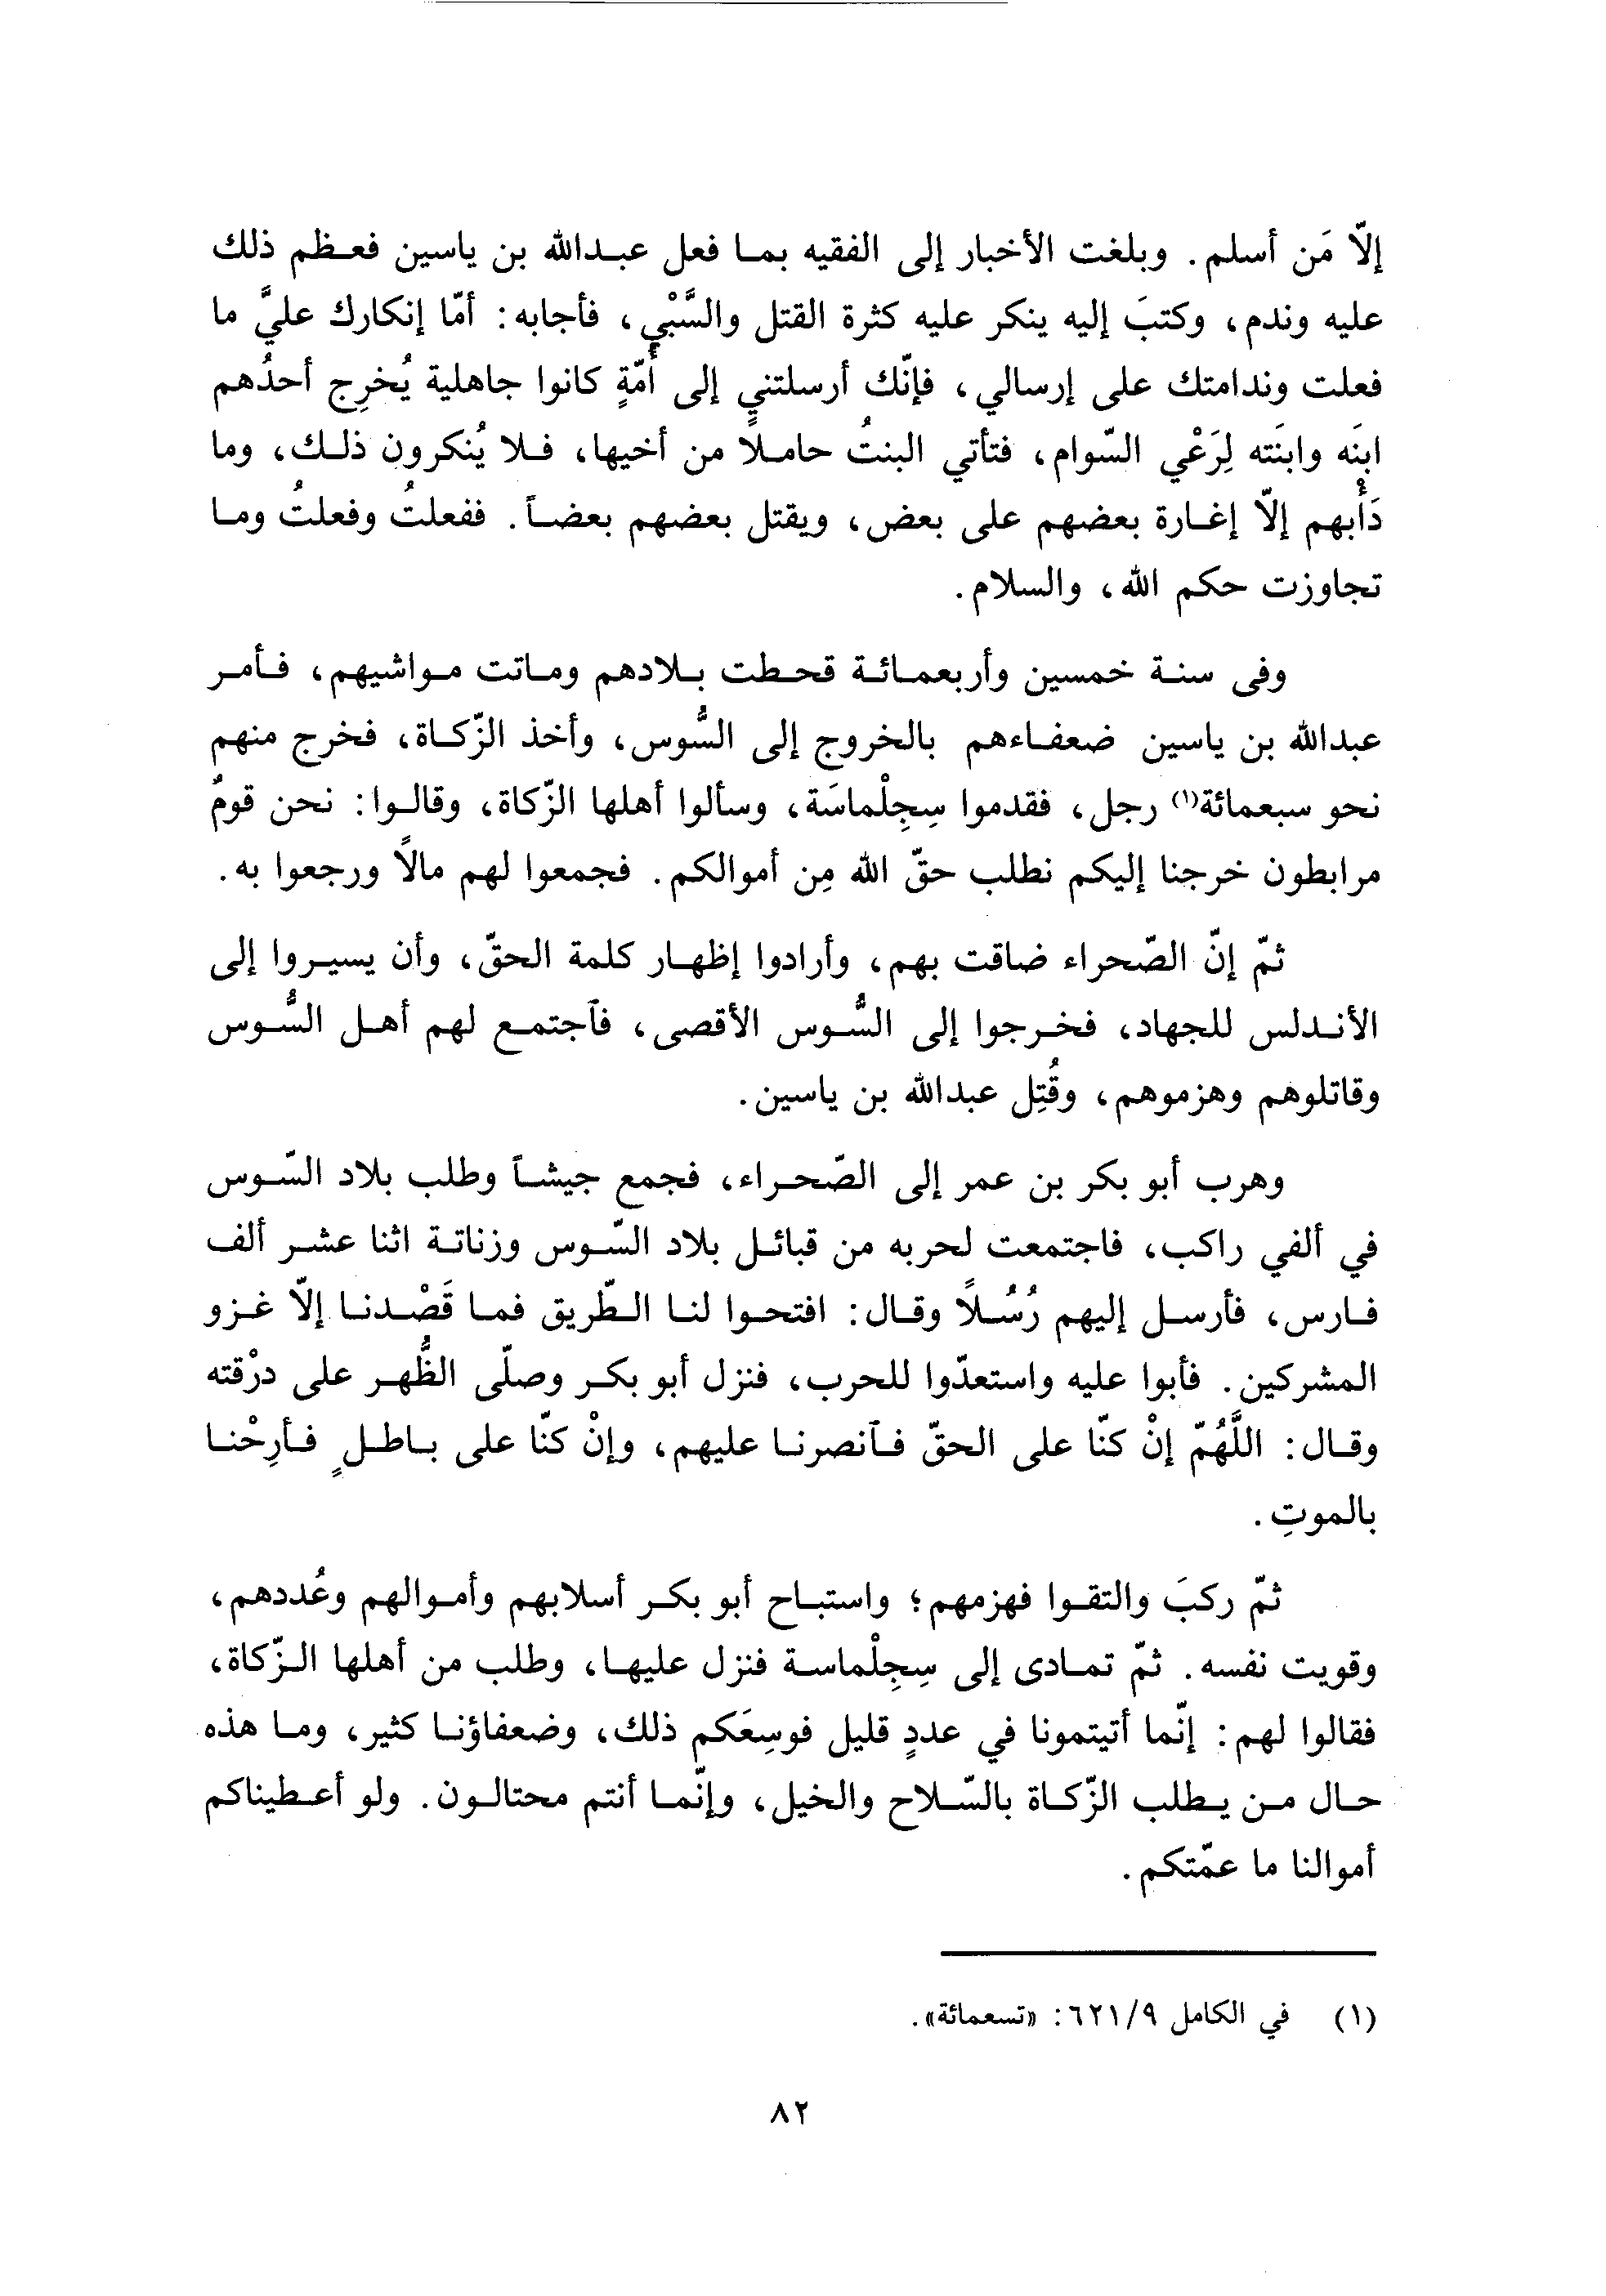 إلّا مَن أسلم. وبلغت الأخبار إلى الفقيه بما فعل عبدالله بن ياسين فعظم ذلك
عليه وندم، وكتبَ إليه ينكر عليه كثرة القتل والسَّبْيِ، فأجابه: أمّا إنكارك عليَّ ما
فعلت وندامتك على إرسالي، فإنّك أرسلتني إلى أُمّةٍ كانوا جاهلية يُخرِج أحدُهم
ابنَه وابنَته لِرَعْيِ السّوام، فتأتي البنتُ حاملاً من أخيها، فلا يُنكرون ذلك، وما
دَأْبهم إلّا إغارة بعضهم على بعض، ويقتل بعضهم بعضاً. ففعلتُ وفعلتُ وما
تجاوزت حكم الله، والسلام.
وفى سنة خمسين وأربعمائة قحطت بلادهم وماتت مواشيهم، فأمر
عبدالله بن ياسين ضعفاءهم بالخروج إلى السُّوس، وأخذ الزّكاة، فخرج منهم
نحو سبعمائة(١) رجل، فقدموا سِجِلْماسَة، وسألوا أهلها الزّكاة، وقالوا: نحن قومٌ
مرابطون خرجنا إليكم نطلب حقّ الله مِن أموالكم. فجمعوا لهم مالاً ورجعوا به.
ثمّ إنّ الصّحراء ضاقت بهم، وأرادوا إظهار كلمة الحقّ، وأن يسيروا إلى
الأندلس للجهاد، فخرجوا إلى السُّوس الأقصى، فآجتمع لهم أهل السُّوس
وقاتلوهم وهزموهم، وقُتِل عبدالله بن ياسين.
وهرب أبو بكر بن عمر إلى الصّحراء، فجمع جيشاً وطلب بلاد السّوس
في ألفي راكب، فاجتمعت لحربه من قبائل بلاد السّوس وزناتة اثنا عشر ألف
فارس، فأرسل إليهم رُسُلاً وقال: افتحوا لنا الطّريق فما قَصْدنا إلّا غزو
المشركين. فأبوا عليه واستعدّوا للحرب، فنزل أبو بكر وصلّى الظُّهر على درْقته
وقال: اللَّهُمّ إنْ كنّا على الحقّ فآنصرنا عليهم، وإنْ كنّا على باطلٍ فأرِحْنا
بالموتِ.
ثمّ ركبَ والتقوا فهزمهم؛ واستباح أبو بكر أسلابهم وأموالهم وعُددهم،
وقويت نفسه. ثمّ تمادى إلى سِجِلْماسة فنزل عليها، وطلب من أهلها الزّكاة،
فقالوا لهم: إنّما أتيتمونا في عددٍ قليل فوسِعَكم ذلك، وضعفاؤنا كثير، وما هذه
حال من يطلب الزّكاة بالسّلاح والخيل، وإنّما أنتم محتالون. ولو أعطيناكم
أموالنا ما عمّتكم.
(١) في الكامل ٦٢١/٩: «تسعمائة».
٨٢